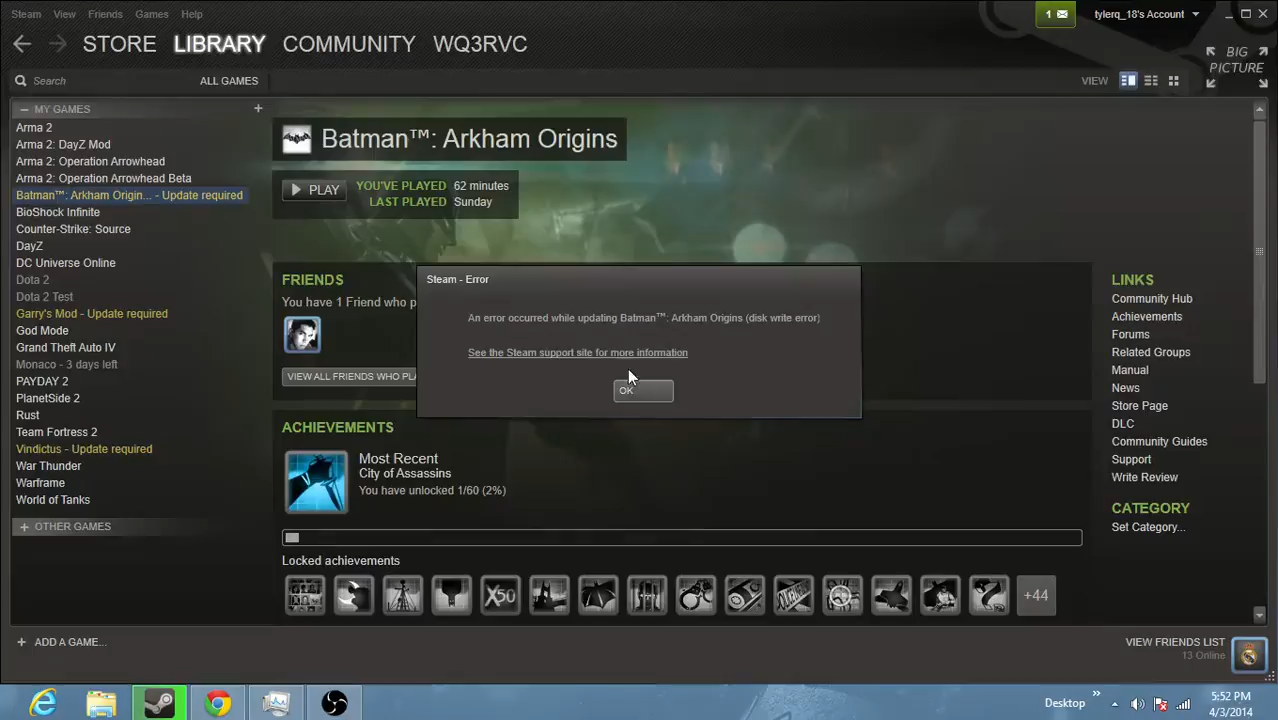 Steam View Friends Games Help
1 tylerq_18's Account
STORE LIBRARY COMMUNITY WQ3RVC
BIG
PICTURE
Search ALL GAMES VIEW
— MY GAMES +
Arma 2
Arma 2: DayZ Mod
Arma 2: Operation Arrowhead
Arma 2: Operation Arrowhead Beta
Batman™: Arkham Origin... - Update required
BioShock Infinite
Counter-Strike: Source
DayZ
DC Universe Online
Dota 2
Dota 2 Test
Garry's Mod - Update required
God Mode
Grand Theft Auto IV
Monaco - 3 days left
PAYDAY 2
PlanetSide 2
Rust
Team Fortress 2
Vindictus - Update required
War Thunder
Warframe
World of Tanks
+ OTHER GAMES
Batman™: Arkham Origins
PLAY
YOU'VE PLAYED 62 minutes
LAST PLAYED Sunday
FRIENDS
You have 1 Friend who p
VIEW ALL FRIENDS WHO PLA
Steam - Error
An error occurred while updating Batman™: Arkham Origins (disk write error)
See the Steam support site for more information
OK
ACHIEVEMENTS
Most Recent
City of Assassins
You have unlocked 1/60 (2%)
Locked achievements
X50
+44
LINKS
Community Hub
Achievements
Forums
Related Groups
Manual
News
Store Page
DLC
Community Guides
Support
Write Review
CATEGORY
Set Category...
+ ADD A GAME...
VIEW FRIENDS LIST
13 Online
Desktop »
5:52 PM
4/3/2014